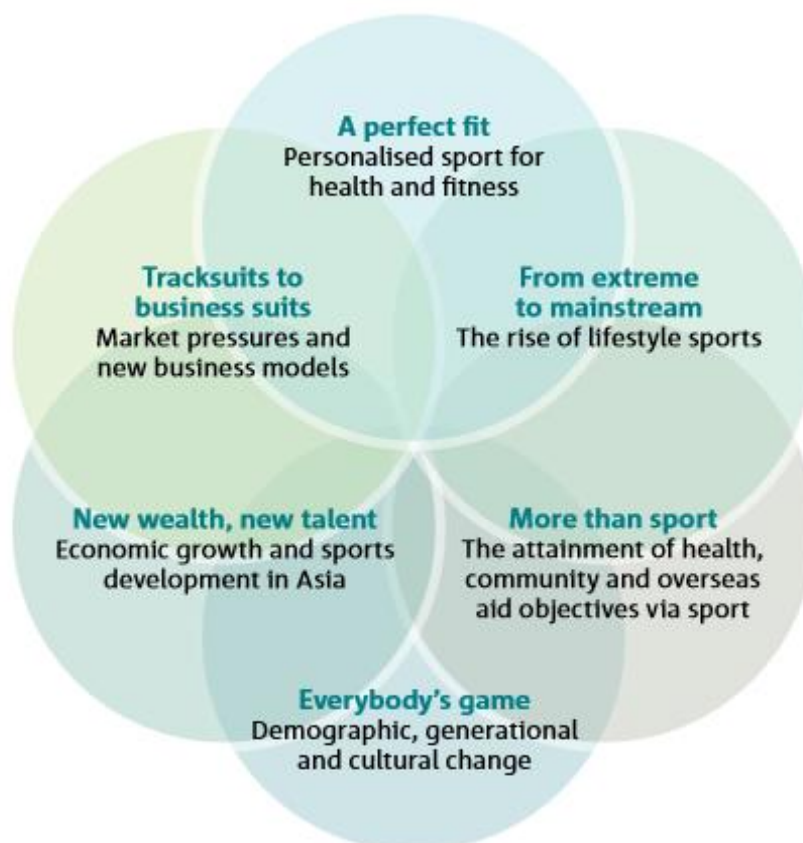 A perfect fit
Personalised sport for
health and fitness
Tracksuits to
business suits
Market pressures and
new business models
From extreme
to mainstream
The rise of lifestyle sports
New wealth, new talent
Economic growth and sports
development in Asia
More than sport
The attainment of health,
community and overseas
aid objectives via sport
Everybody’s game
Demographic, generational
and cultural change